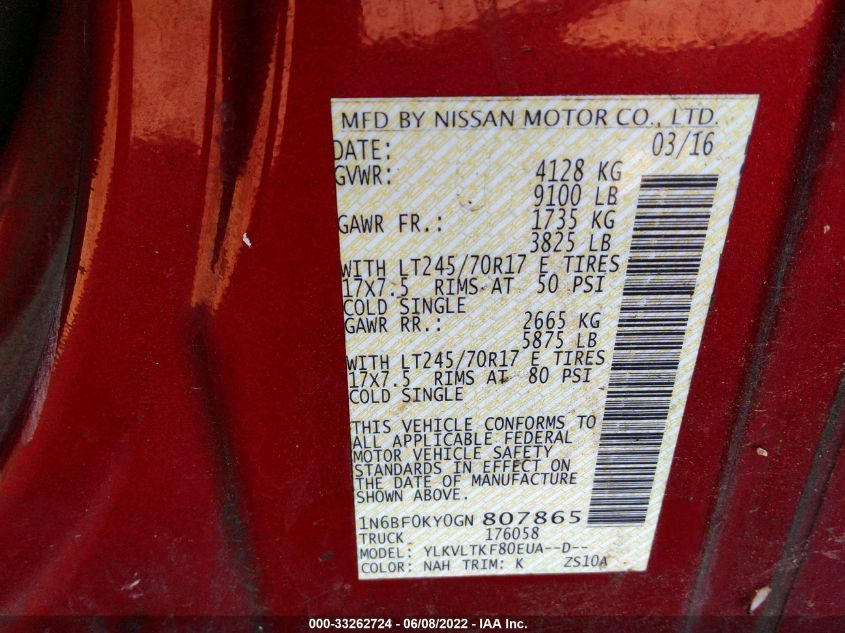 MFD BY NISSAN MOTOR CO., LTD.
DATE: 03/16
GVWR: 4128 KG
9100 LB
GAWR FR.: 1735 KG
3825 LB
WITH LT245/70R17 E TIRES
17X7.5 RIMS AT 50 PSI
COLD SINGLE
GAWR RR.: 2665 KG
5875 LB
WITH LT245/70R17 E TIRES
17X7.5 RIMS AT 80 PSI
COLD SINGLE
THIS VEHICLE CONFORMS TO
ALL APPLICABLE FEDERAL
MOTOR VEHICLE SAFETY
STANDARDS IN EFFECT ON
THE DATE OF MANUFACTURE
SHOWN ABOVE.
1N6BF0KY0GN 807865
TRUCK 176058
MODEL: YLKVLTKF80EUA--D--
COLOR: NAH TRIM: K ZS10A
000-33262724 - 06/08/2022 - IAA Inc.